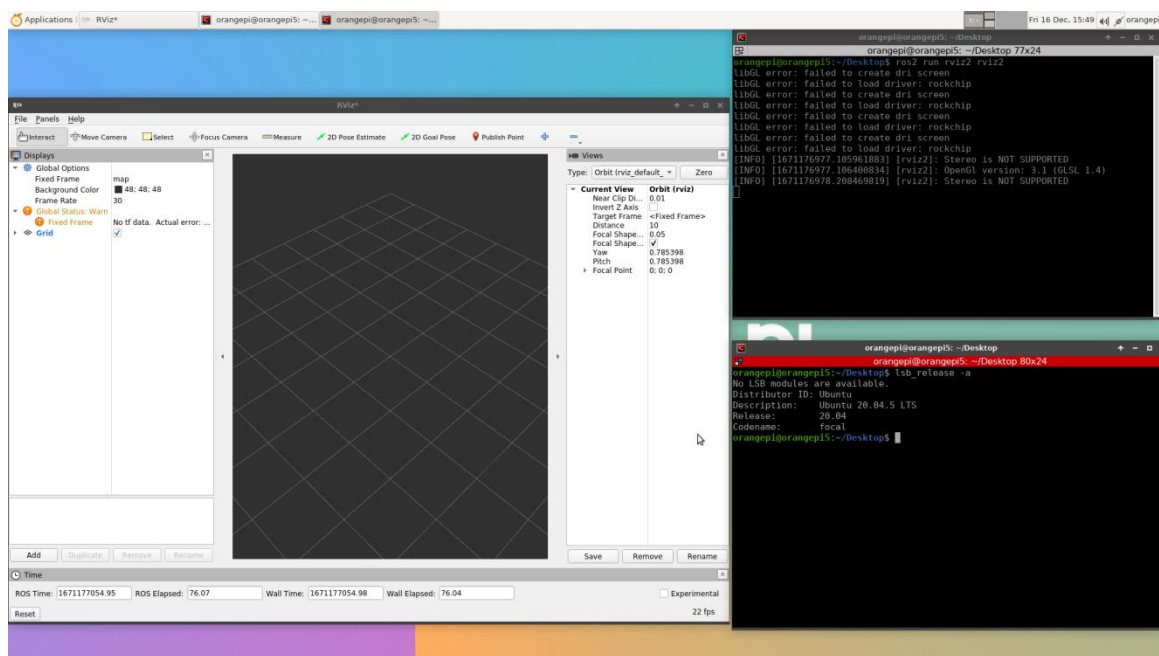 Applications RViz* orangepi@orangepi5: ~... orangepi@orangepi5: ~... Fri 16 Dec, 15:49 orangepi
RViz*
File Panels Help
Interact Move Camera Select Focus Camera Measure 2D Pose Estimate 2D Goal Pose Publish Point
Displays
Global Options
Fixed Frame map
Background Color 48; 48; 48
Frame Rate 30
Global Status: Warn
Fixed Frame No tf data. Actual error: ...
Grid
Add Duplicate Remove Rename
Views
Type: Orbit (rviz_default_ Zero
Current View Orbit (rviz)
Near Clip Di... 0.01
Invert Z Axis
Target Frame <Fixed Frame>
Distance 10
Focal Shape... 0.05
Focal Shape...
Yaw 0.785398
Pitch 0.785398
Focal Point 0; 0; 0
Save Remove Rename
Time
ROS Time: 1671177054.95 ROS Elapsed: 76.07 Wall Time: 1671177054.98 Wall Elapsed: 76.04 Experimental
Reset 22 fps
orangepi@orangepi5: ~/Desktop
orangepi@orangepi5: ~/Desktop 77x24
orangepi@orangepi5:~/Desktop$ ros2 run rviz2 rviz2
libGL error: failed to create dri screen
libGL error: failed to load driver: rockchip
libGL error: failed to create dri screen
libGL error: failed to load driver: rockchip
libGL error: failed to create dri screen
libGL error: failed to load driver: rockchip
libGL error: failed to create dri screen
libGL error: failed to load driver: rockchip
[INFO] [1671176977.105961883] [rviz2]: Stereo is NOT SUPPORTED
[INFO] [1671176977.106400834] [rviz2]: OpenGl version: 3.1 (GLSL 1.4)
[INFO] [1671176978.208469819] [rviz2]: Stereo is NOT SUPPORTED
orangepi@orangepi5: ~/Desktop
orangepi@orangepi5: ~/Desktop 80x24
orangepi@orangepi5:~/Desktop$ lsb_release -a
No LSB modules are available.
Distributor ID: Ubuntu
Description: Ubuntu 20.04.5 LTS
Release: 20.04
Codename: focal
orangepi@orangepi5:~/Desktop$